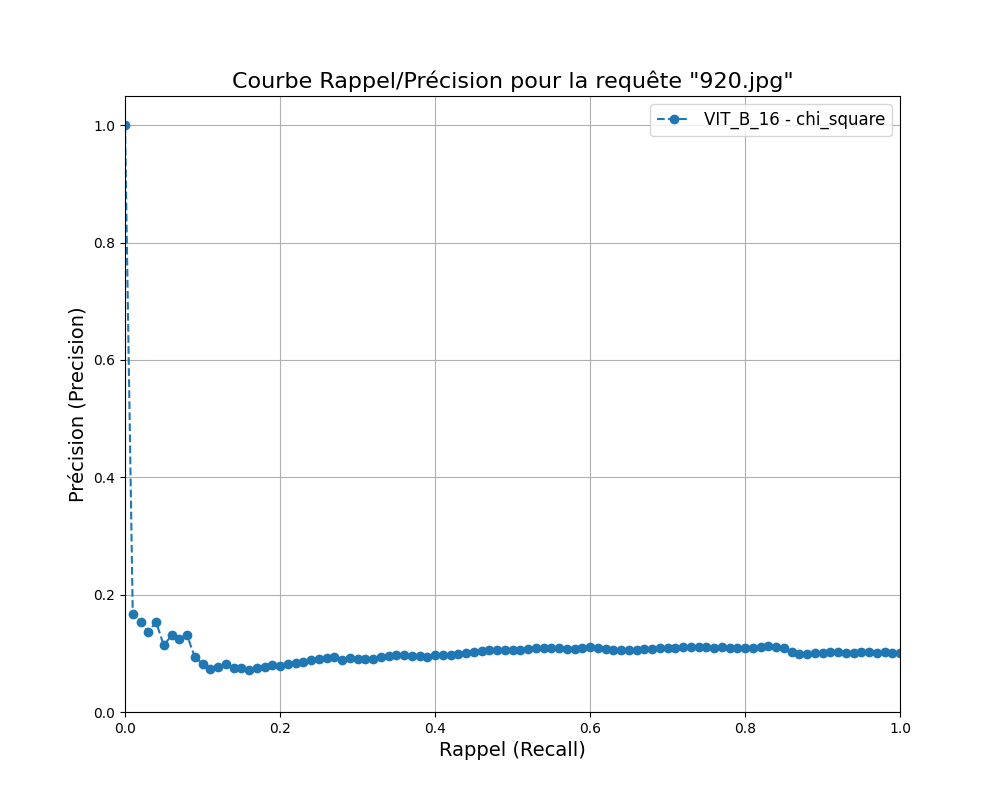 Courbe Rappel/Précision pour la requête "920.jpg"
VIT_B_16 - chi_square
1.0
0.8
0.6
0.4
0.2
0.0
Précision (Precision)
0.0 0.2 0.4 0.6 0.8 1.0
Rappel (Recall)